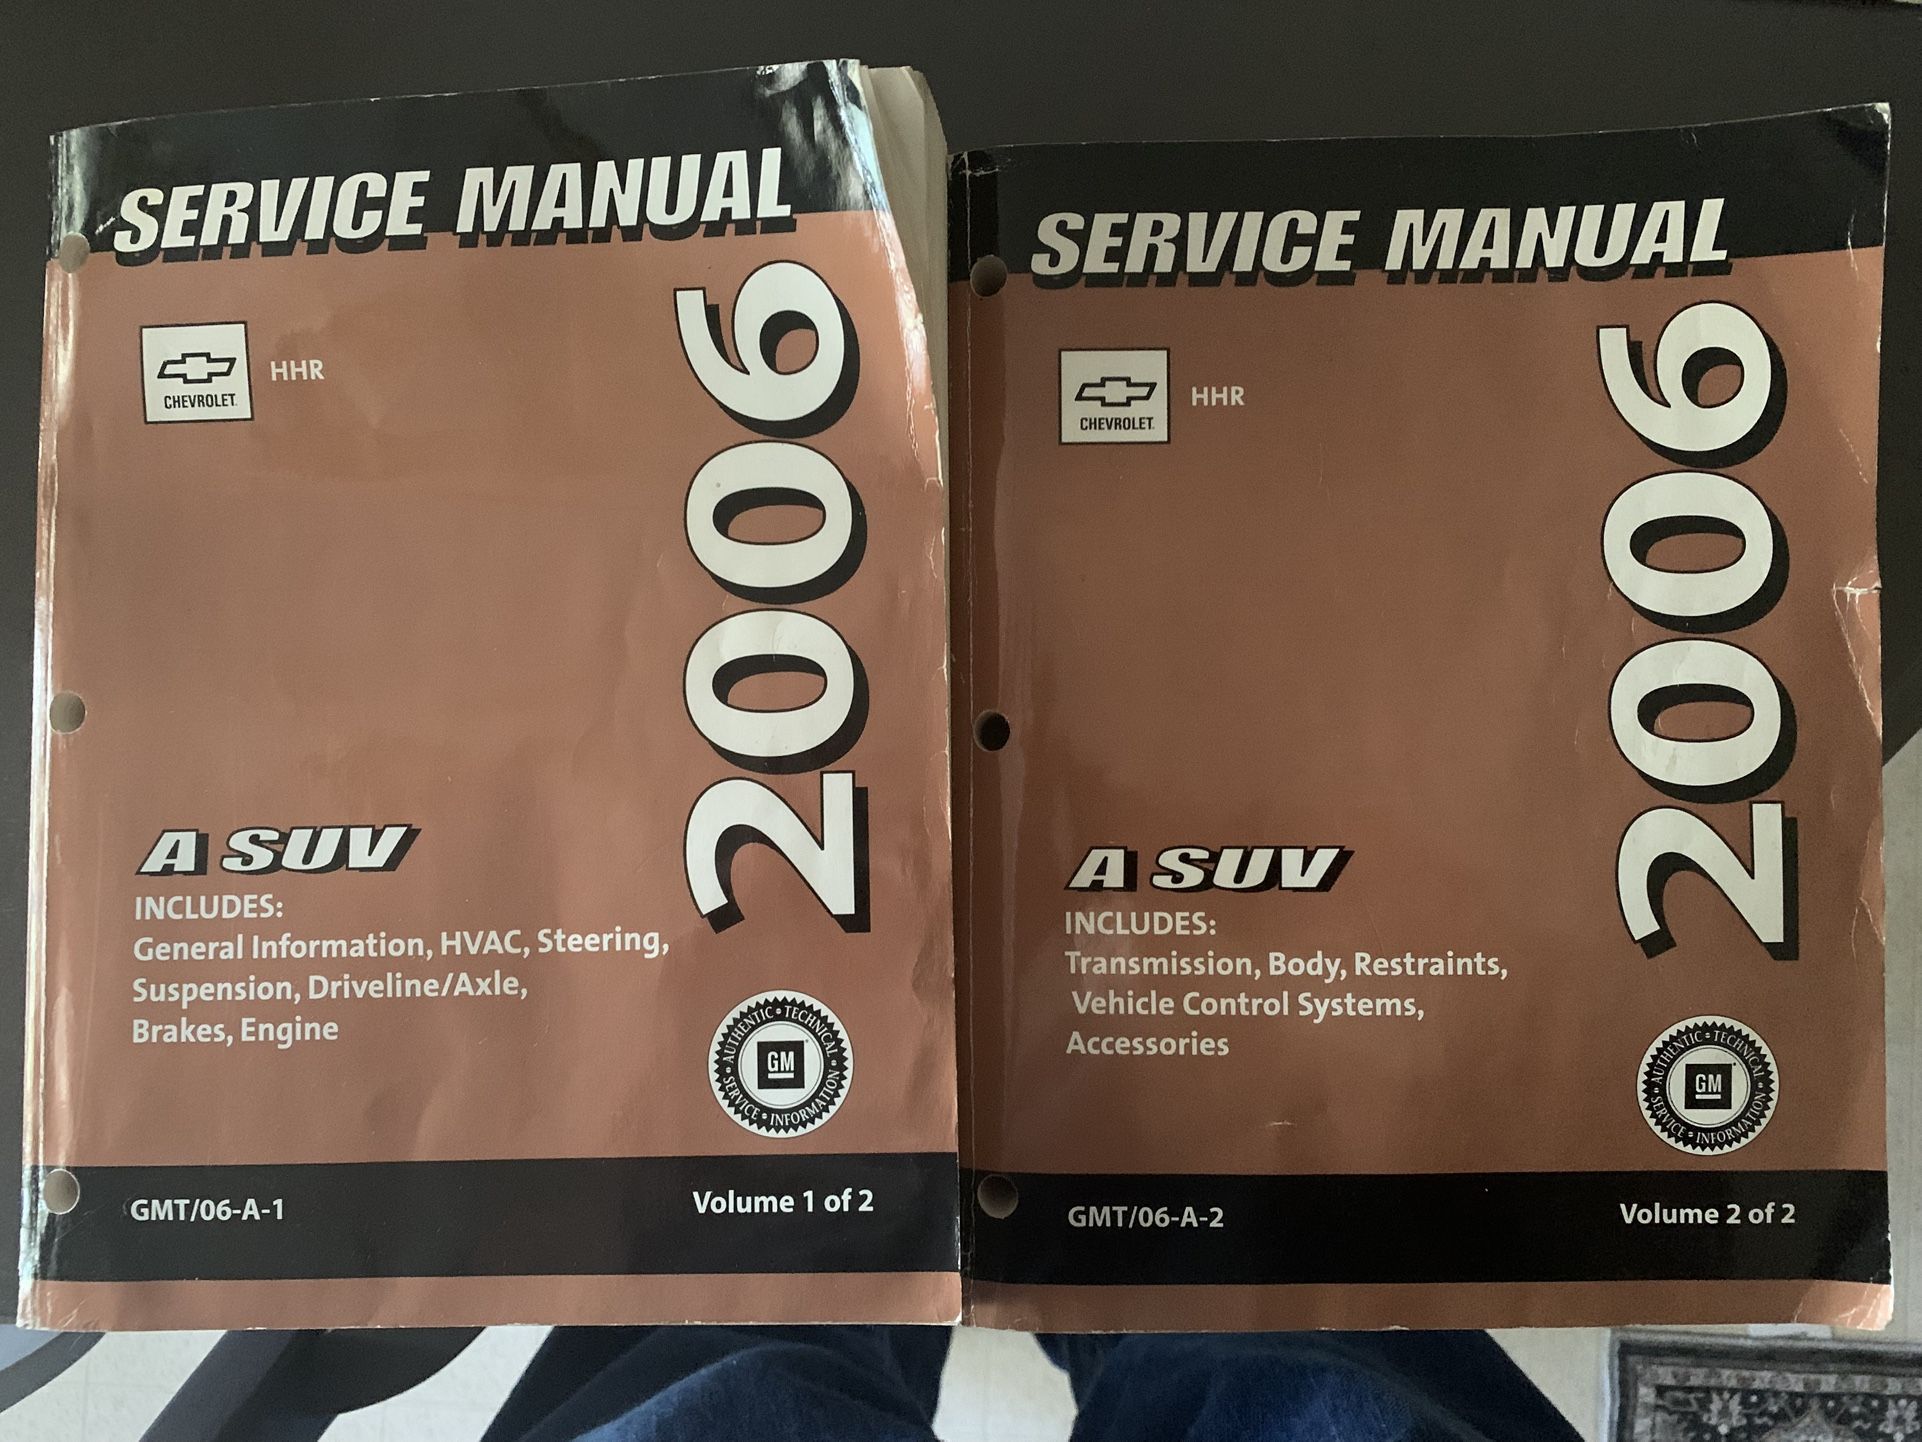 SERVICE MANUAL
CHEVROLET
HHR
2006
A SUV
INCLUDES:
General Information, HVAC, Steering,
Suspension, Driveline/Axle,
Brakes, Engine
AUTHENTIC • TECHNICAL • SERVICE • INFORMATION •
GM
GMT/06-A-1
Volume 1 of 2
SERVICE MANUAL
CHEVROLET
HHR
2006
A SUV
INCLUDES:
Transmission, Body, Restraints,
Vehicle Control Systems,
Accessories
AUTHENTIC • TECHNICAL • SERVICE • INFORMATION •
GM
GMT/06-A-2
Volume 2 of 2